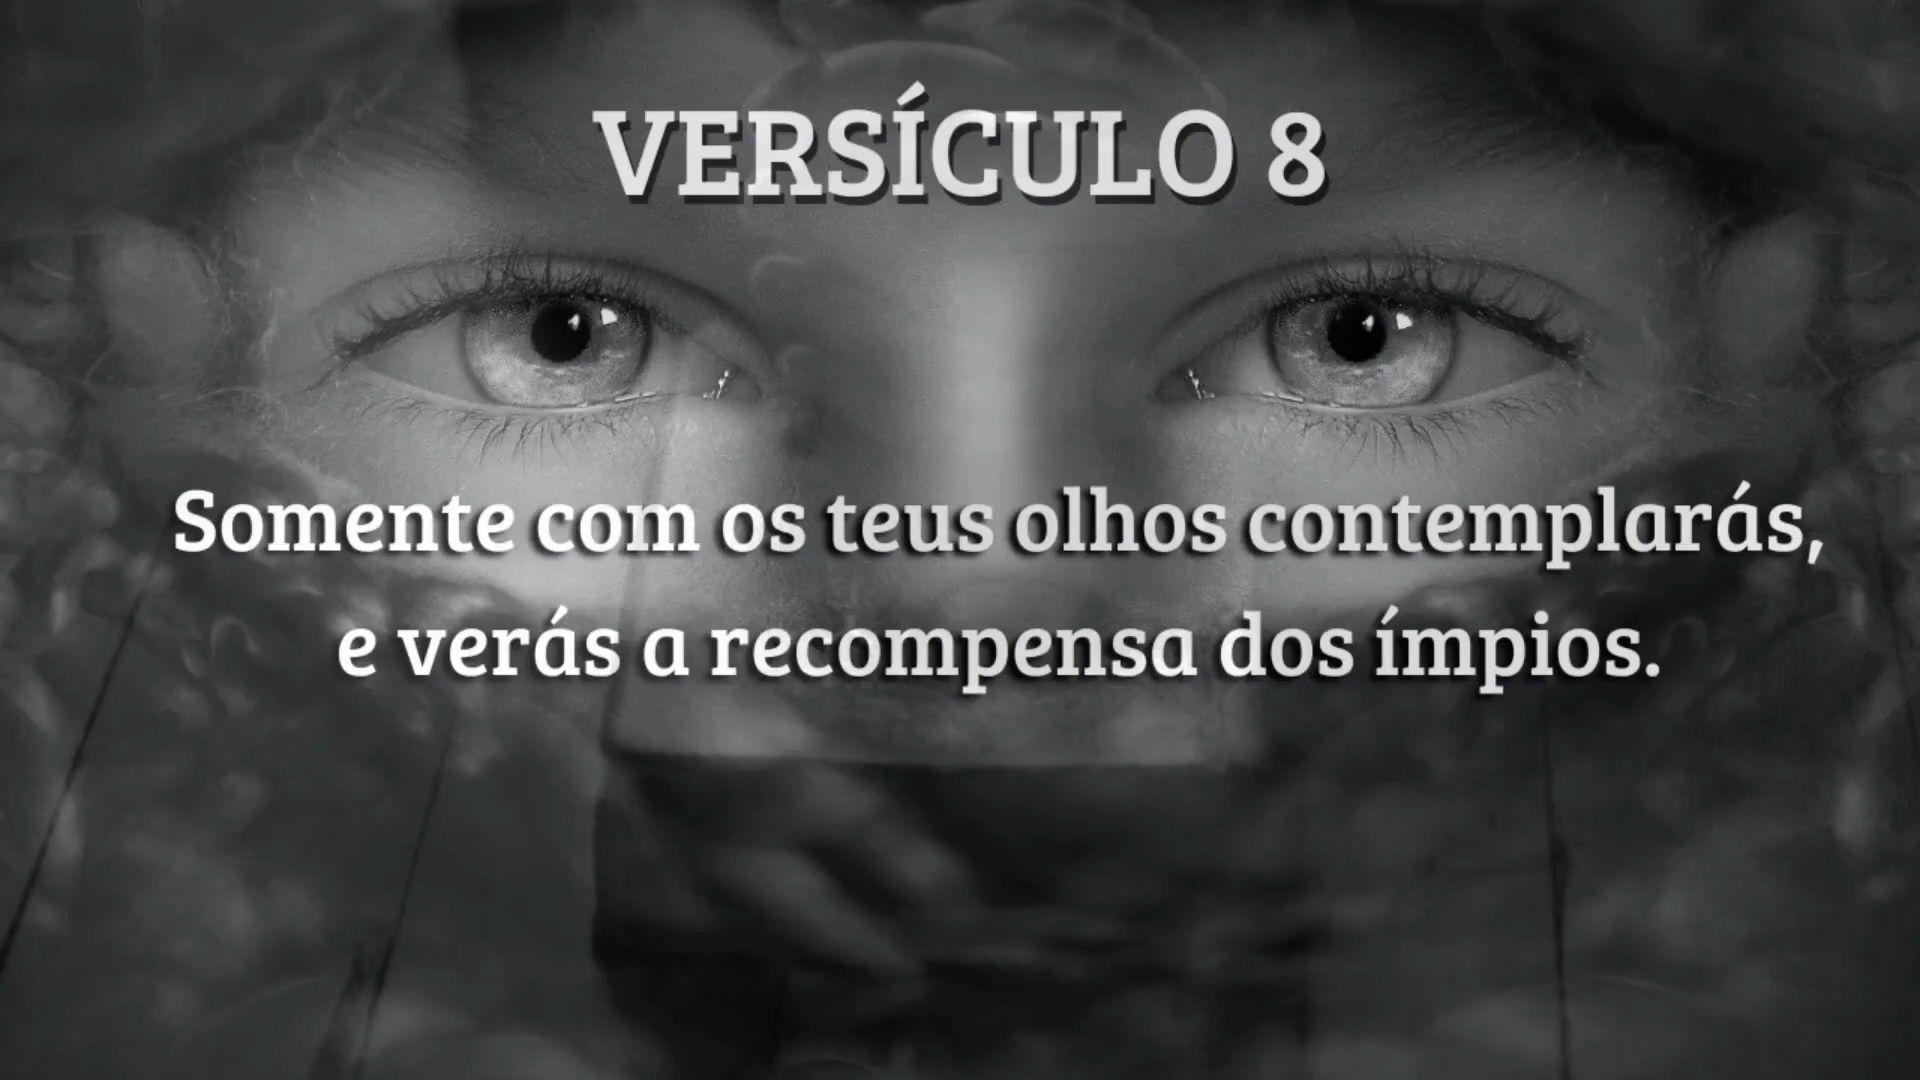 VERSÍCULO 8
Somente com os teus olhos contemplarás,
e verás a recompensa dos ímpios.